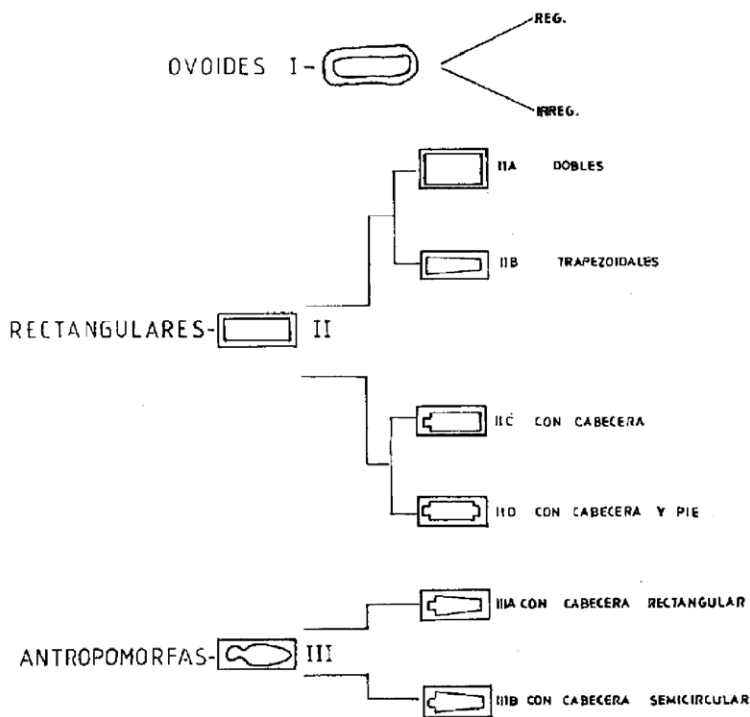 REG.
OVOIDES I-
IRREG.
IIA DOBLES
IIB TRAPEZOIDALES
RECTANGULARES- II
IIC CON CABECERA
IID CON CABECERA Y PIE
IIIA CON CABECERA RECTANGULAR
ANTROPOMORFAS- III
IIIB CON CABECERA SEMICIRCULAR